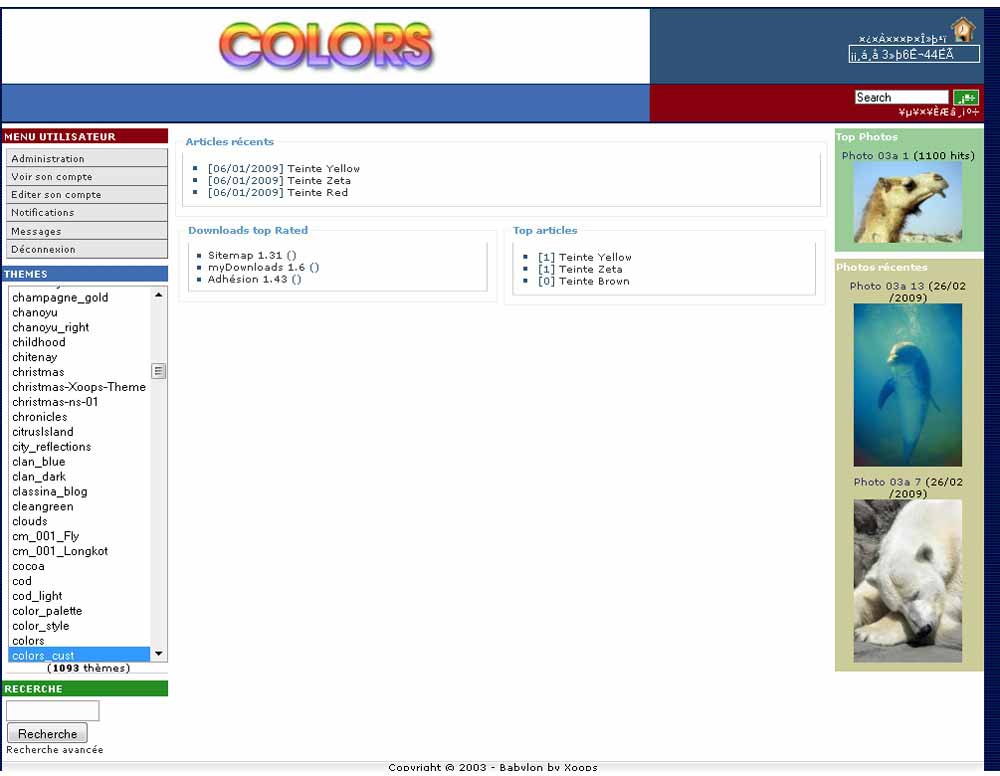 COLORS
Search
MENU UTILISATEUR
Administration
Voir son compte
Editer son compte
Notifications
Messages
Déconnexion
THEMES
champagne_gold
chanoyu
chanoyu_right
childhood
chitenay
christmas
christmas-Xoops-Theme
christmas-ns-01
chronicles
citrusIsland
city_reflections
clan_blue
clan_dark
classina_blog
cleangreen
clouds
cm_001_Fly
cm_001_Longkot
cocoa
cod
cod_light
color_palette
color_style
colors
colors_cust
(1093 thèmes)
RECERCHE
Recherche
Recherche avancée
Articles récents
[06/01/2009] Teinte Yellow
[06/01/2009] Teinte Zeta
[06/01/2009] Teinte Red
Downloads top Rated
Sitemap 1.31 ()
myDownloads 1.6 ()
Adhésion 1.43 ()
Top articles
[1] Teinte Yellow
[1] Teinte Zeta
[0] Teinte Brown
Top Photos
Photo 03a 1 (1100 hits)
Photos récentes
Photo 03a 13 (26/02
/2009)
Photo 03a 7 (26/02
/2009)
Copyright © 2003 - Babylon by Xoops